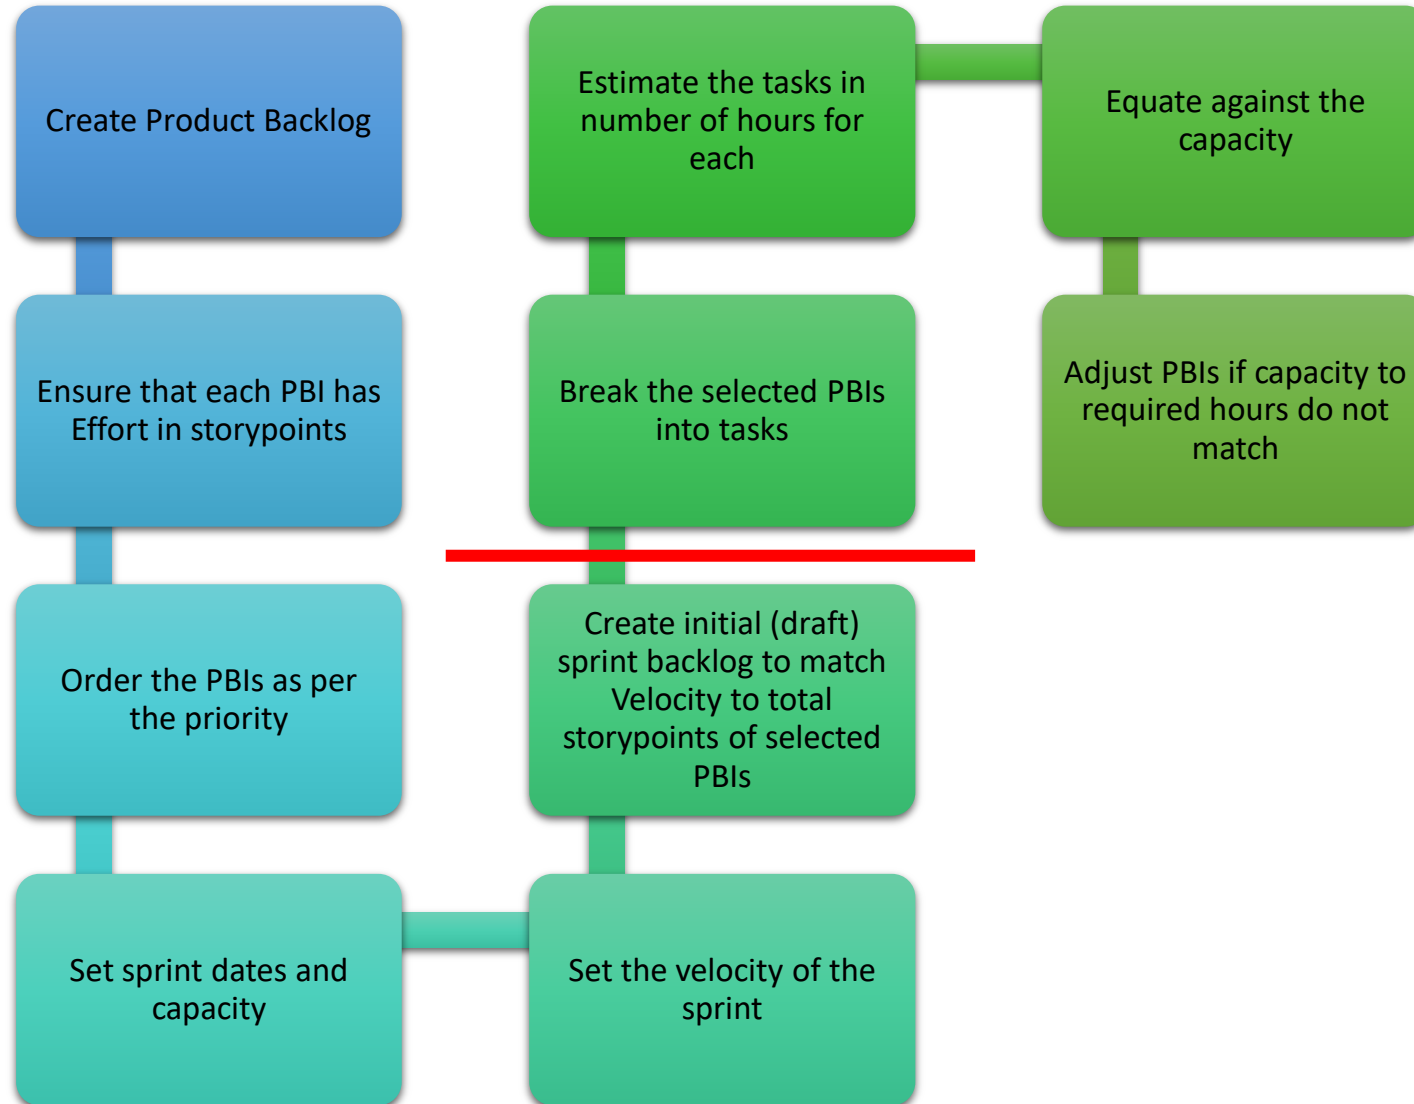 Create Product Backlog
Ensure that each PBI has
Effort in storypoints
Order the PBIs as per
the priority
Set sprint dates and
capacity
Set the velocity of the
sprint
Create initial (draft)
sprint backlog to match
Velocity to total
storypoints of selected
PBIs
Break the selected PBIs
into tasks
Estimate the tasks in
number of hours for
each
Equate against the
capacity
Adjust PBIs if capacity to
required hours do not
match